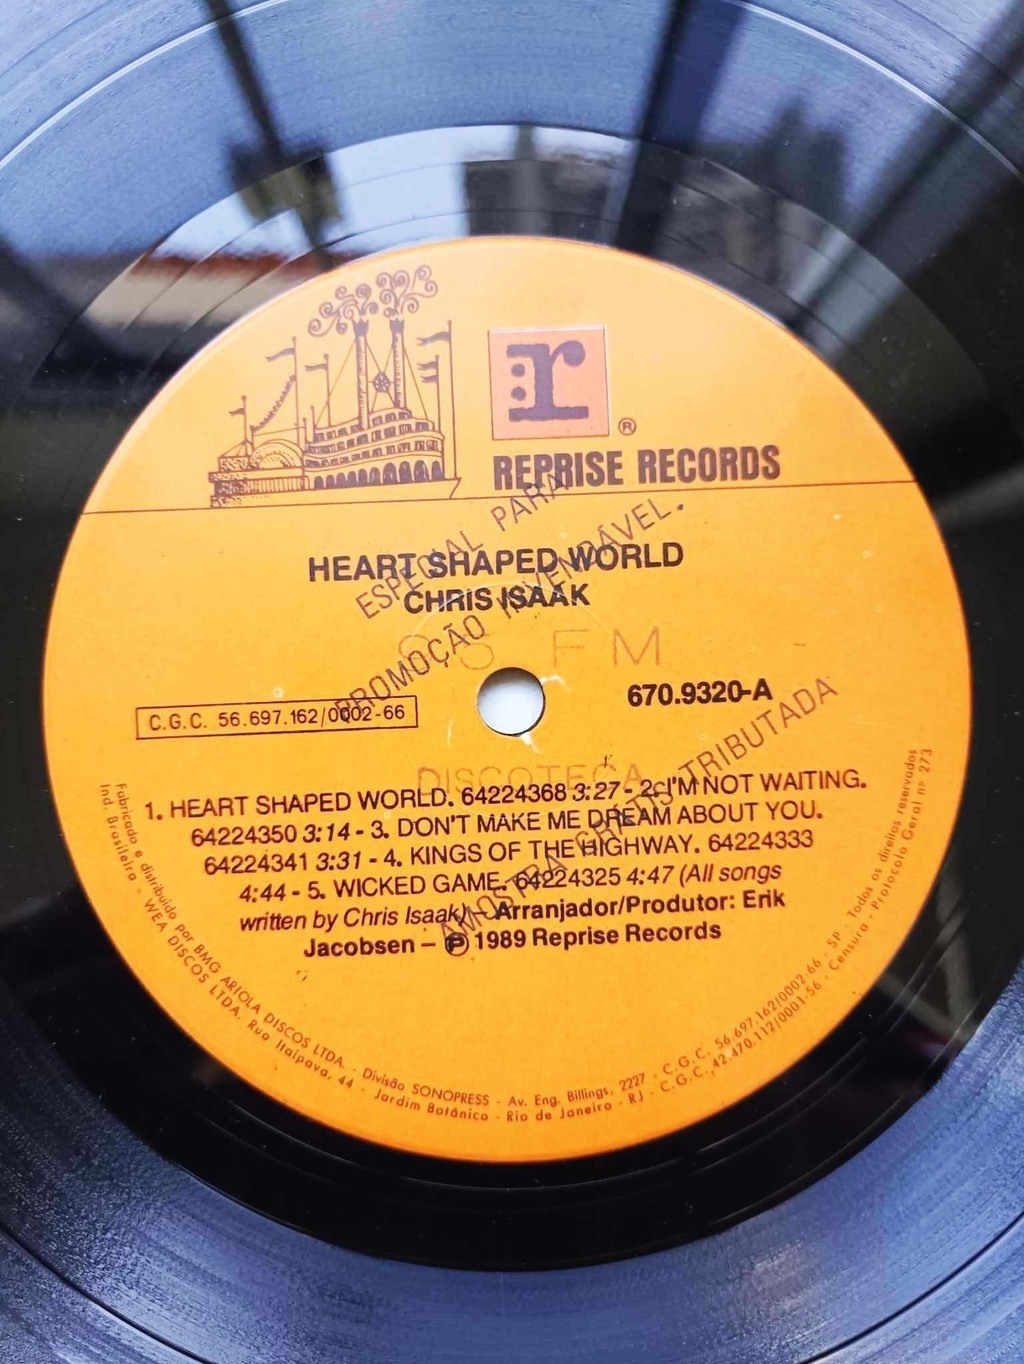 r
®
REPRISE RECORDS
ESPECIAL PARA
PROMOÇÃO INVENDÁVEL.
HEART SHAPED WORLD
CHRIS ISAAK
FM
670.9320-A
C.G.C. 56.697.162/0002-66
DISCOTECA
AMOSTRA GRÁTIS TRIBUTADA
1. HEART SHAPED WORLD. 64224368 3:27 - 2. I'M NOT WAITING.
64224350 3:14 - 3. DON'T MAKE ME DREAM ABOUT YOU.
64224341 3:31 - 4. KINGS OF THE HIGHWAY. 64224333
4:44 - 5. WICKED GAME. 64224325 4:47 (All songs
written by Chris Isaak) - Arranjador/Produtor: Erik
Jacobsen – ℗ 1989 Reprise Records
Fabricado e distribuído por BMG ARIOLA DISCOS LTDA. - Divisão SONOPRESS - Av. Eng. Billings, 2227 - C.G.C. 56.697.162/0002-66 - SP - Todos os direitos reservados
Ind. Brasileira - WEA DISCOS LTDA. Rua Itaipava, 44 - Jardim Botânico - Rio de Janeiro - RJ - C.G.C. 42.470.112/0001-56 - Censura - Protocolo Geral nº 273